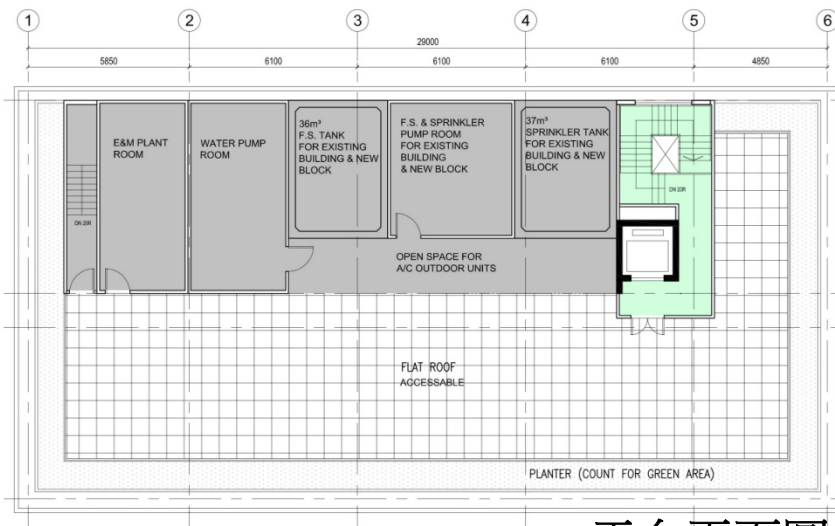 1 2 3 4 5 6
29000
5850 6100 6100 6100 4850
E&M PLANT
ROOM
WATER PUMP
ROOM
36m³
F.S. TANK
FOR EXISTING
BUILDING & NEW
BLOCK
F.S. & SPRINKLER
PUMP ROOM
FOR EXISTING
BUILDING
& NEW BLOCK
37m³
SPRINKLER TANK
FOR EXISTING
BUILDING & NEW
BLOCK
DN 20R
DN 20R
OPEN SPACE FOR
A/C OUTDOOR UNITS
FLAT ROOF
ACCESSABLE
PLANTER (COUNT FOR GREEN AREA)